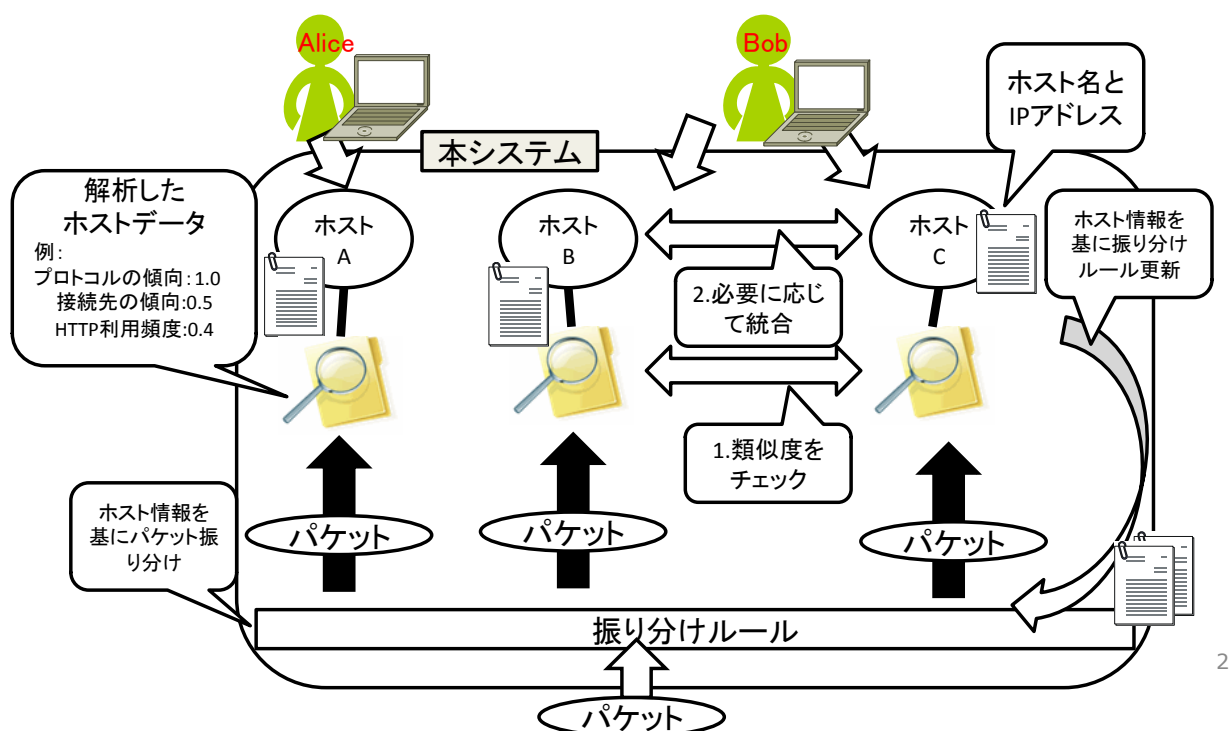 Alice
Bob
ホスト名と
IPアドレス
本システム
解析した
ホストデータ
例:
プロトコルの傾向:1.0
接続先の傾向:0.5
HTTP利用頻度:0.4
ホスト
A
ホスト
B
ホスト
C
ホスト情報を
基に振り分け
ルール更新
2.必要に応じ
て統合
1.類似度を
チェック
ホスト情報を
基にパケット振
り分け
パケット
パケット
パケット
振り分けルール
パケット
2